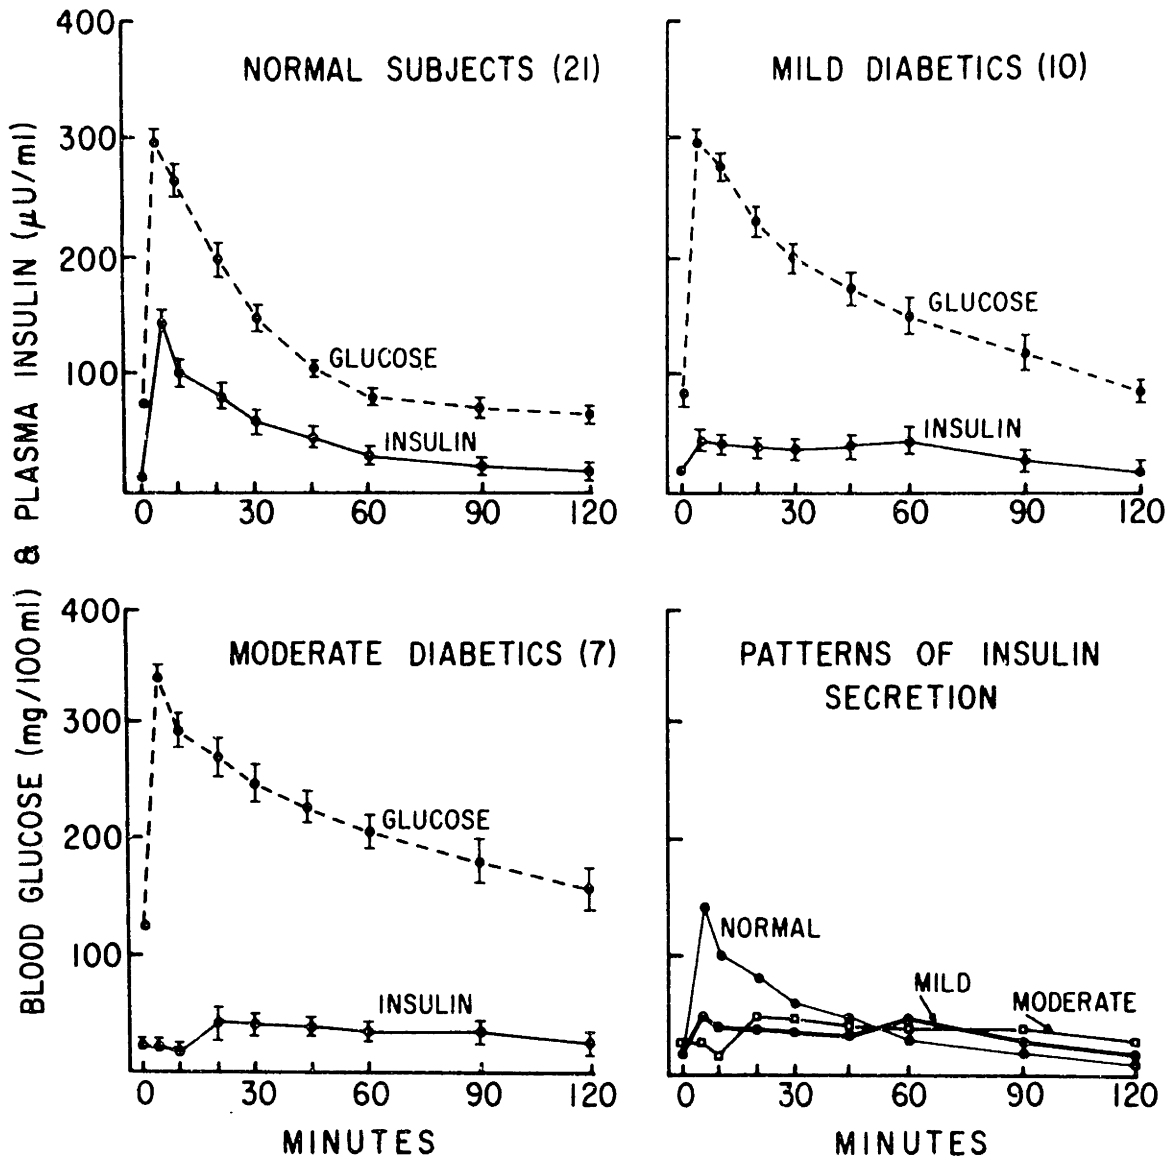 BLOOD GLUCOSE (mg/100ml) & PLASMA INSULIN (μU/ml)
NORMAL SUBJECTS (21)
400
300
200
100
GLUCOSE
INSULIN
0 30 60 90 120
MILD DIABETICS (10)
GLUCOSE
INSULIN
0 30 60 90 120
MODERATE DIABETICS (7)
400
300
200
100
GLUCOSE
INSULIN
0 30 60 90 120
MINUTES
PATTERNS OF INSULIN
SECRETION
NORMAL
MILD
MODERATE
0 30 60 90 120
MINUTES